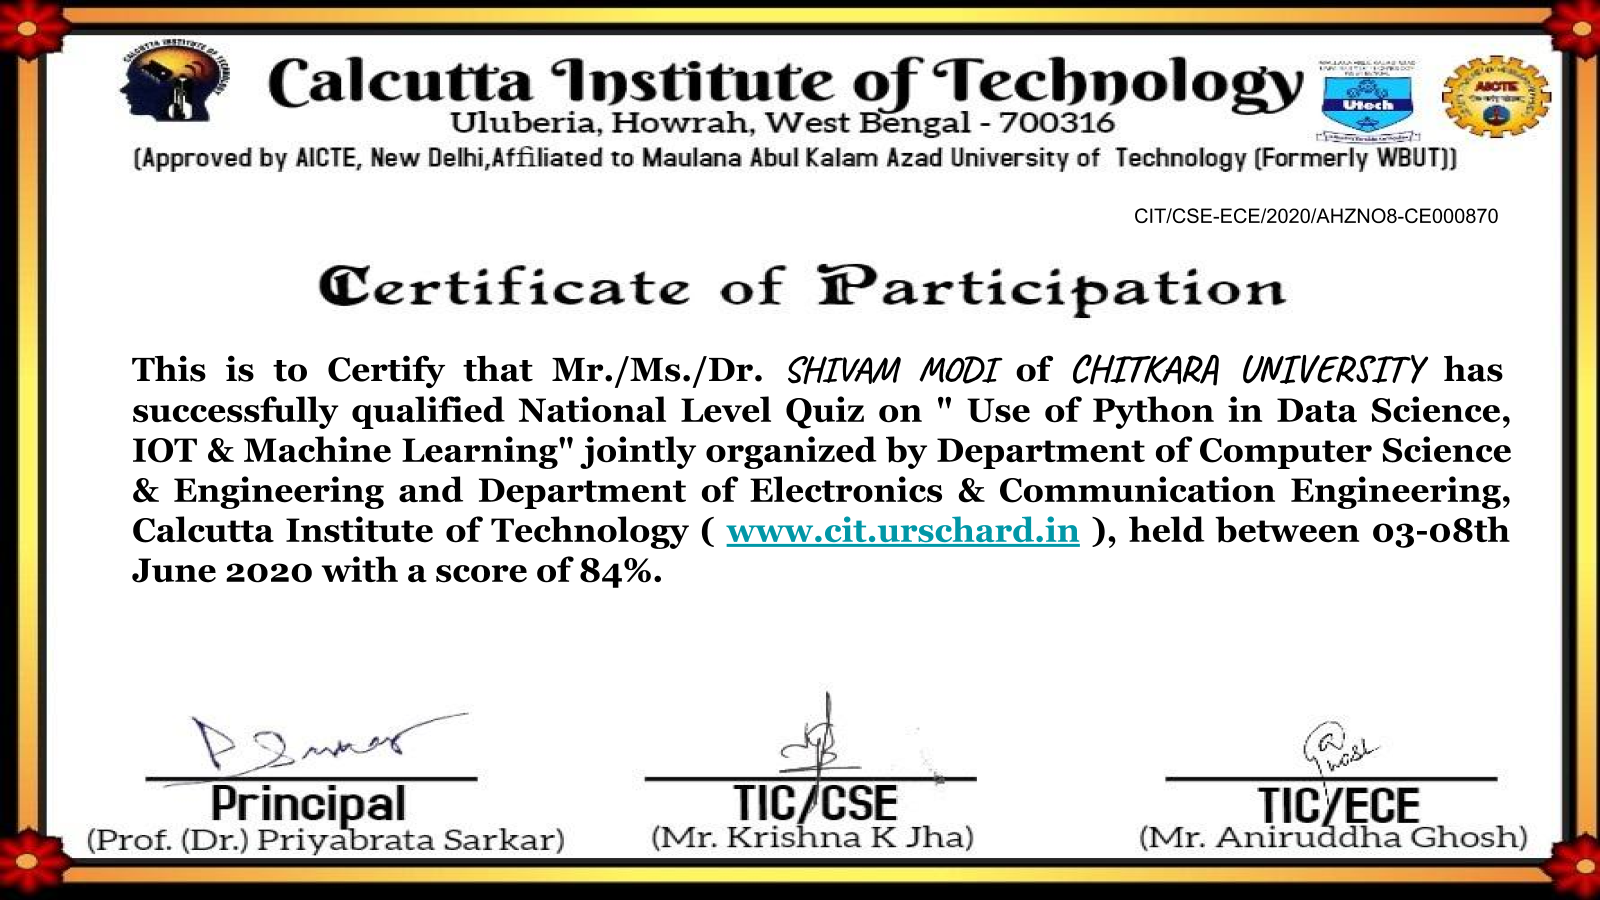 Calcutta Institute of Technology
Uluberia, Howrah, West Bengal - 700316
(Approved by AICTE, New Delhi,Affiliated to Maulana Abul Kalam Azad University of Technology (Formerly WBUT))
Utech
AICTE
CIT/CSE-ECE/2020/AHZNO8-CE000870
Certificate of Participation
This is to Certify that Mr./Ms./Dr. SHIVAM MODI of CHITKARA UNIVERSITY has
successfully qualified National Level Quiz on " Use of Python in Data Science,
IOT & Machine Learning" jointly organized by Department of Computer Science
& Engineering and Department of Electronics & Communication Engineering,
Calcutta Institute of Technology ( www.cit.urschard.in ), held between 03-08th
June 2020 with a score of 84%.
Principal
(Prof. (Dr.) Priyabrata Sarkar)
TIC/CSE
(Mr. Krishna K Jha)
TIC/ECE
(Mr. Aniruddha Ghosh)